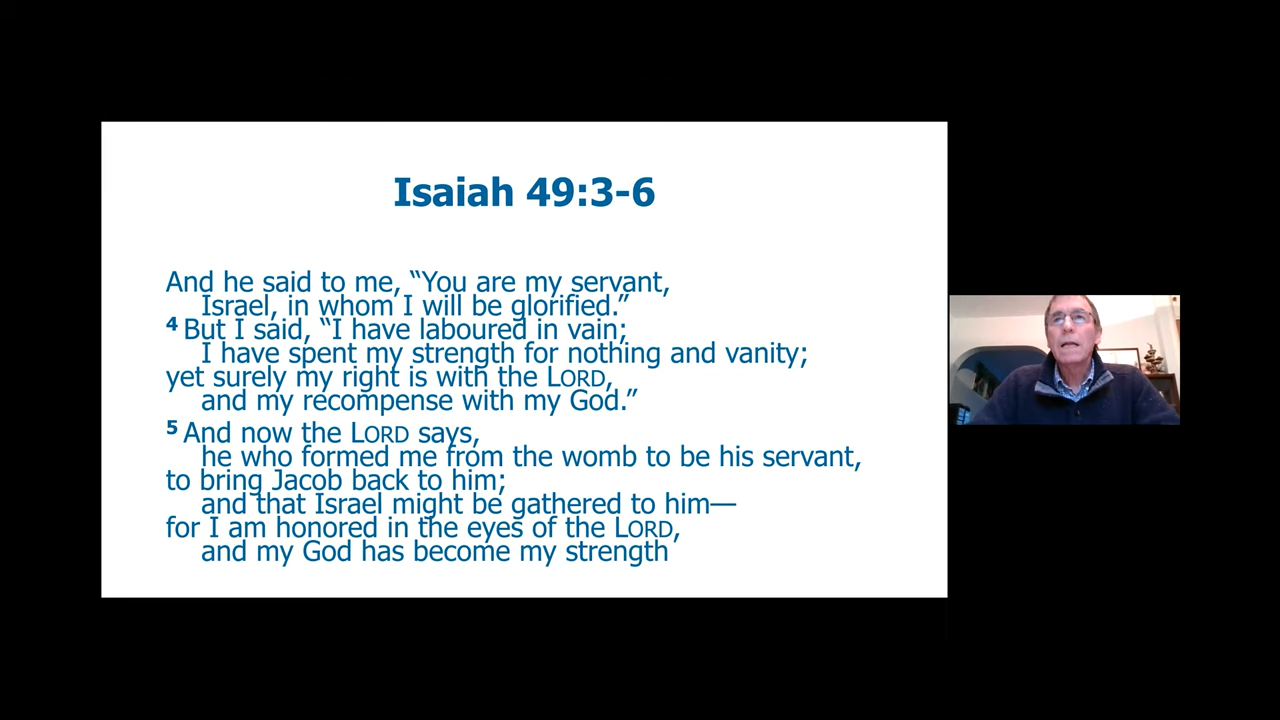 Isaiah 49:3-6
And he said to me, “You are my servant,
Israel, in whom I will be glorified.”
4 But I said, “I have laboured in vain;
I have spent my strength for nothing and vanity;
yet surely my right is with the LORD,
and my recompense with my God.”
5 And now the LORD says,
he who formed me from the womb to be his servant,
to bring Jacob back to him;
and that Israel might be gathered to him—
for I am honored in the eyes of the LORD,
and my God has become my strength